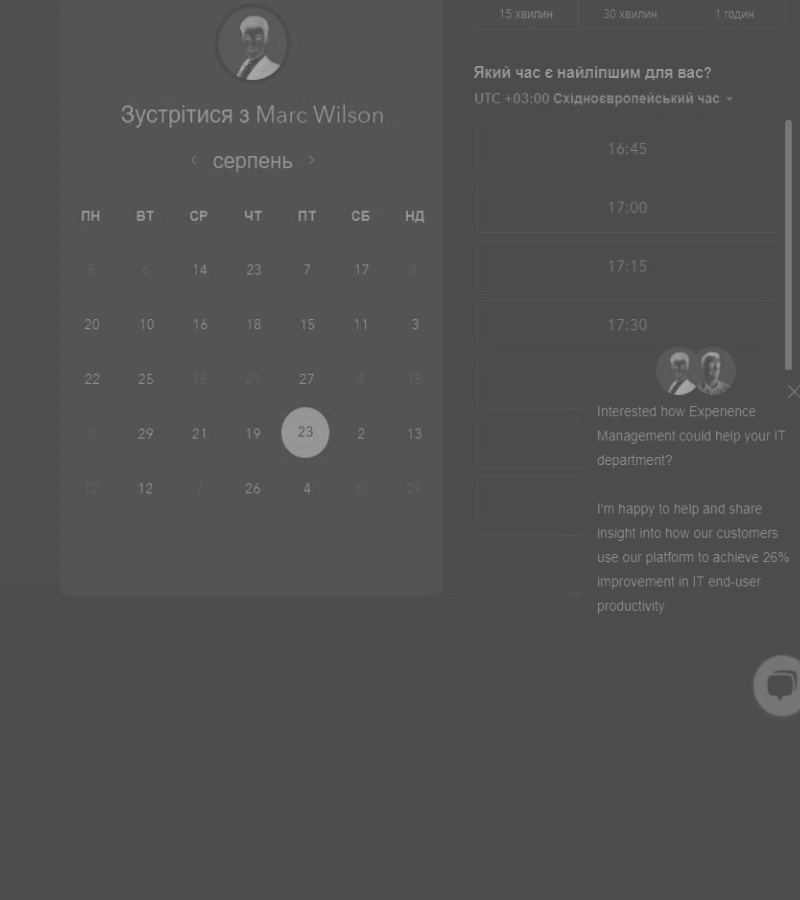 15 хвилин
30 хвилин
1 годин
Зустрітися з Marc Wilson
серпень
ПН ВТ СР ЧТ ПТ СБ НД
5 6 14 23 7 17 6
20 10 16 18 15 11 3
22 25 15 21 27 4 15
2 29 21 19 23 2 13
12 12 7 26 4 31 29
Який час є найліпшим для вас?
UTC +03:00 Східноєвропейський час
16:45
17:00
17:15
17:30
Interested how Experience
Management could help your IT
department?
I'm happy to help and share
insight into how our customers
use our platform to achieve 26%
improvement in IT end-user
productivity.